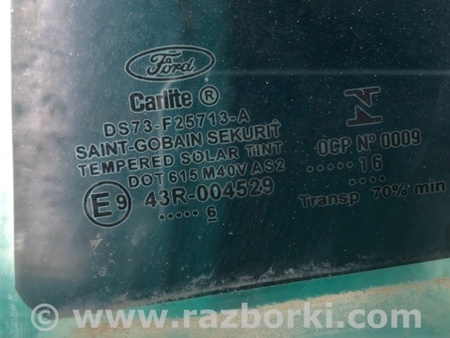 Ford
Carlite ®
DS73-F25713-A
SAINT-GOBAIN SEKURIT
TEMPERED SOLAR TINT
DOT 615 M40V AS2
E9 43R-004529
..... 6
N
OCP Nº 0009
..... 16
....
Transp 70% min
www.razborki.com